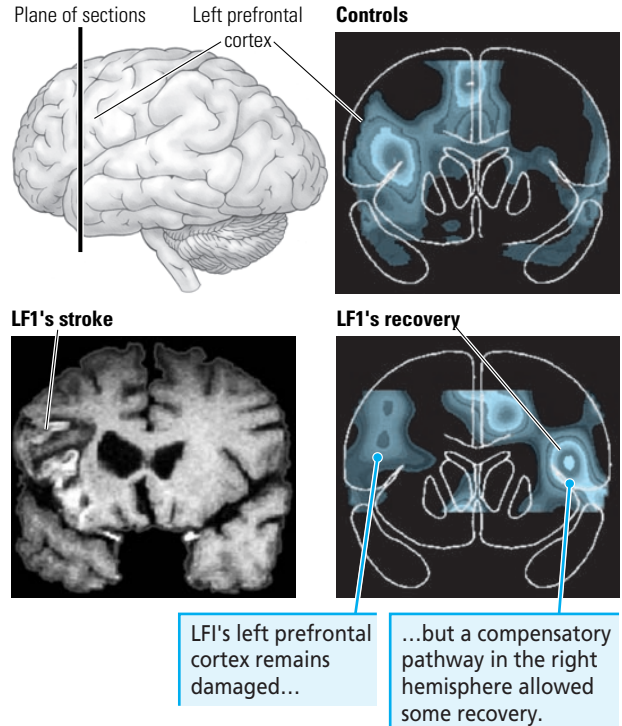 Plane of sections
Left prefrontal
cortex
Controls
LF1's stroke
LF1's recovery
LFI's left prefrontal
cortex remains
damaged…
…but a compensatory
pathway in the right
hemisphere allowed
some recovery.